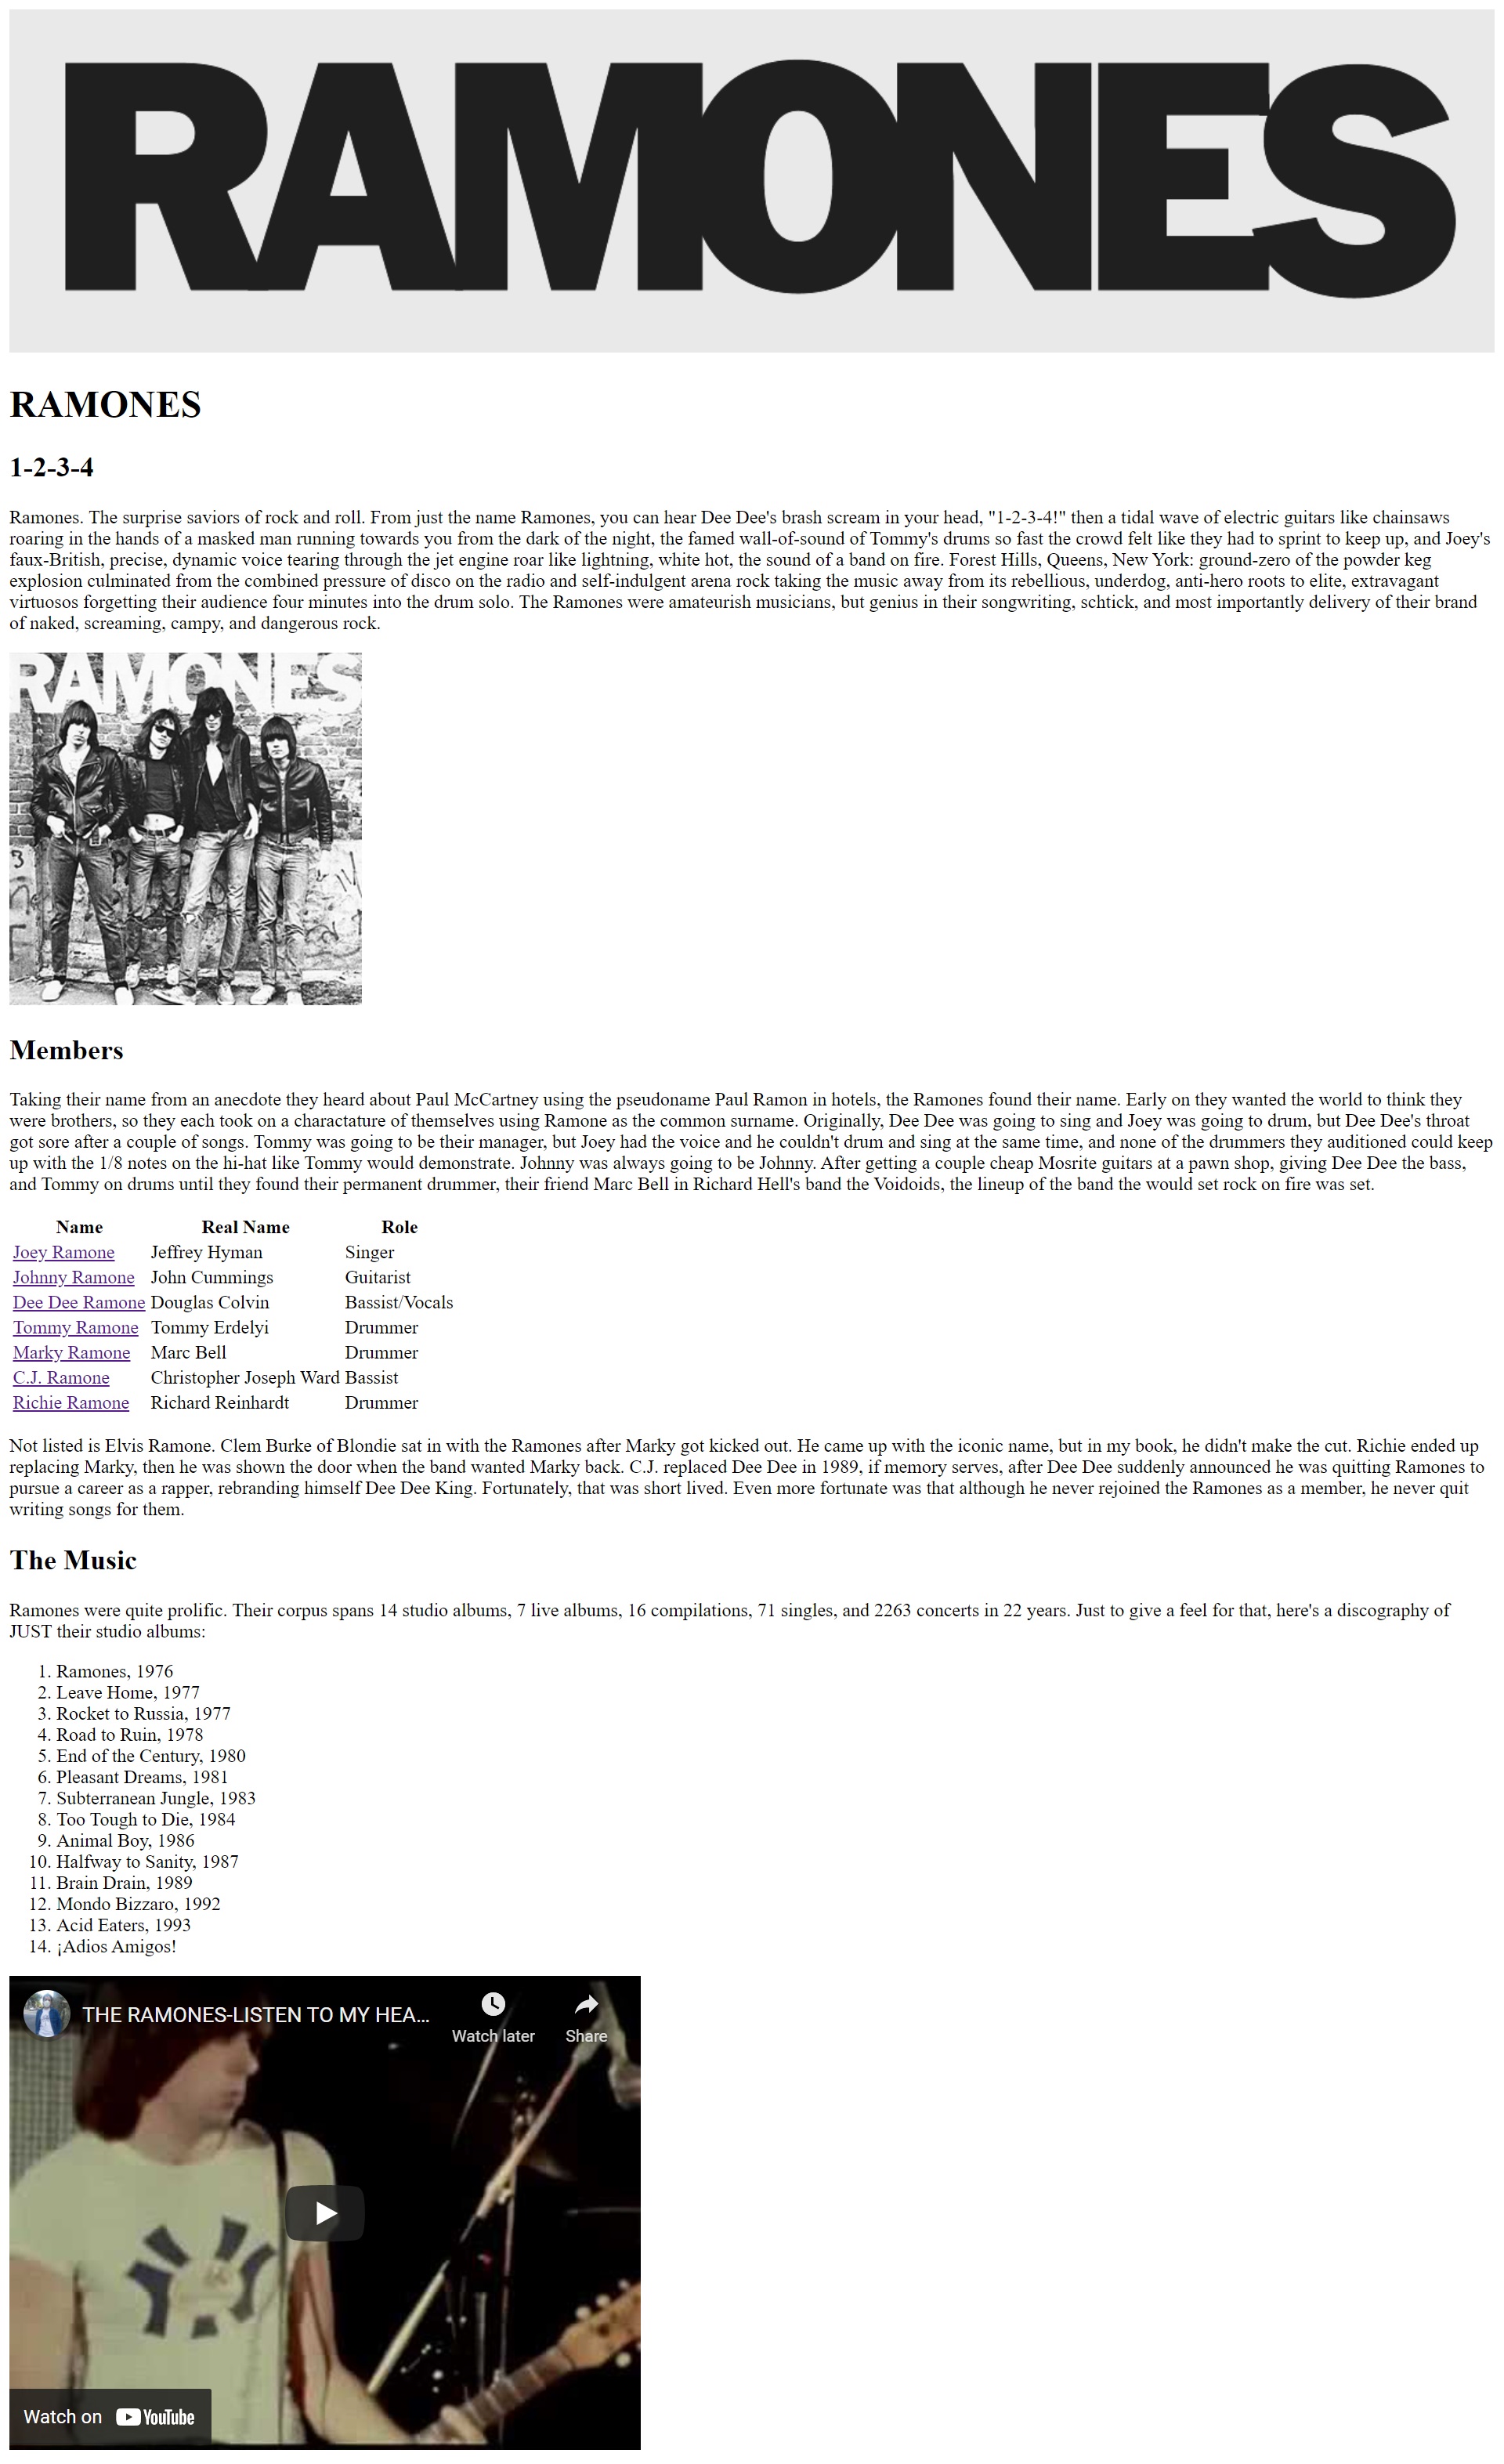 RAMONES
RAMONES
1-2-3-4
Ramones. The surprise saviors of rock and roll. From just the name Ramones, you can hear Dee Dee's brash scream in your head, "1-2-3-4!" then a tidal wave of electric guitars like chainsaws
roaring in the hands of a masked man running towards you from the dark of the night, the famed wall-of-sound of Tommy's drums so fast the crowd felt like they had to sprint to keep up, and Joey's
faux-British, precise, dynamic voice tearing through the jet engine roar like lightning, white hot, the sound of a band on fire. Forest Hills, Queens, New York: ground-zero of the powder keg
explosion culminated from the combined pressure of disco on the radio and self-indulgent arena rock taking the music away from its rebellious, underdog, anti-hero roots to elite, extravagant
virtuosos forgetting their audience four minutes into the drum solo. The Ramones were amateurish musicians, but genius in their songwriting, schtick, and most importantly delivery of their brand
of naked, screaming, campy, and dangerous rock.
RAMONES
Members
Taking their name from an anecdote they heard about Paul McCartney using the pseudoname Paul Ramon in hotels, the Ramones found their name. Early on they wanted the world to think they
were brothers, so they each took on a charactature of themselves using Ramone as the common surname. Originally, Dee Dee was going to sing and Joey was going to drum, but Dee Dee's throat
got sore after a couple of songs. Tommy was going to be their manager, but Joey had the voice and he couldn't drum and sing at the same time, and none of the drummers they auditioned could keep
up with the 1/8 notes on the hi-hat like Tommy would demonstrate. Johnny was always going to be Johnny. After getting a couple cheap Mosrite guitars at a pawn shop, giving Dee Dee the bass,
and Tommy on drums until they found their permanent drummer, their friend Marc Bell in Richard Hell's band the Voidoids, the lineup of the band the would set rock on fire was set.
Name Real Name Role
Joey Ramone Jeffrey Hyman Singer
Johnny Ramone John Cummings Guitarist
Dee Dee Ramone Douglas Colvin Bassist/Vocals
Tommy Ramone Tommy Erdelyi Drummer
Marky Ramone Marc Bell Drummer
C.J. Ramone Christopher Joseph Ward Bassist
Richie Ramone Richard Reinhardt Drummer
Not listed is Elvis Ramone. Clem Burke of Blondie sat in with the Ramones after Marky got kicked out. He came up with the iconic name, but in my book, he didn't make the cut. Richie ended up
replacing Marky, then he was shown the door when the band wanted Marky back. C.J. replaced Dee Dee in 1989, if memory serves, after Dee Dee suddenly announced he was quitting Ramones to
pursue a career as a rapper, rebranding himself Dee Dee King. Fortunately, that was short lived. Even more fortunate was that although he never rejoined the Ramones as a member, he never quit
writing songs for them.
The Music
Ramones were quite prolific. Their corpus spans 14 studio albums, 7 live albums, 16 compilations, 71 singles, and 2263 concerts in 22 years. Just to give a feel for that, here's a discography of
JUST their studio albums:
1. Ramones, 1976
2. Leave Home, 1977
3. Rocket to Russia, 1977
4. Road to Ruin, 1978
5. End of the Century, 1980
6. Pleasant Dreams, 1981
7. Subterranean Jungle, 1983
8. Too Tough to Die, 1984
9. Animal Boy, 1986
10. Halfway to Sanity, 1987
11. Brain Drain, 1989
12. Mondo Bizzaro, 1992
13. Acid Eaters, 1993
14. ¡Adios Amigos!
THE RAMONES-LISTEN TO MY HEA...
Watch later Share
Watch on YouTube